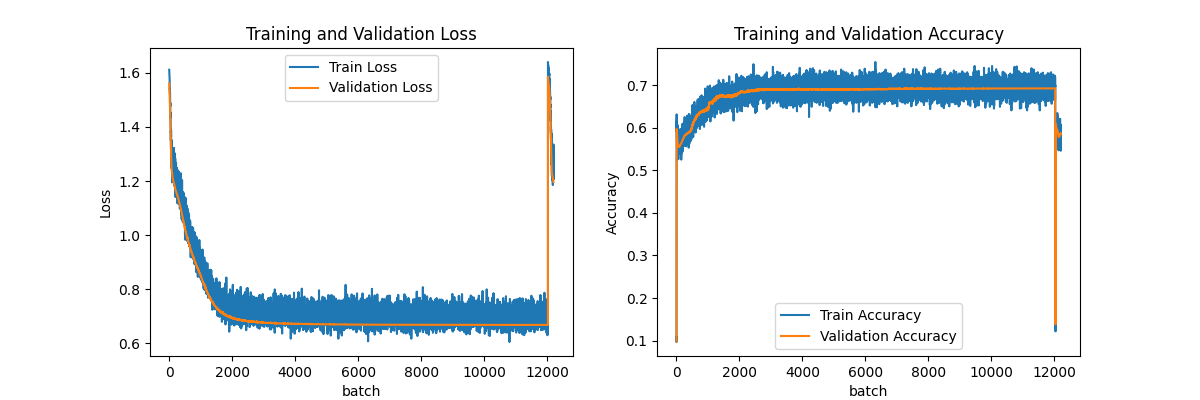 Training and Validation Loss
Train Loss
Validation Loss
1.6
1.4
1.2
1.0
0.8
0.6
Loss
0
2000
4000
6000
8000
10000
12000
batch
Training and Validation Accuracy
0.7
0.6
0.5
0.4
0.3
0.2
0.1
Accuracy
Train Accuracy
Validation Accuracy
0
2000
4000
6000
8000
10000
12000
batch